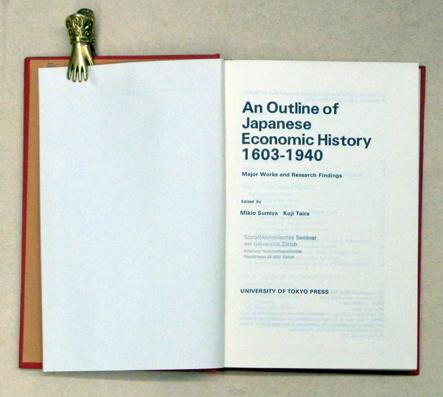 An Outline of
Japanese
Economic History
1603-1940
Major Works and Research Findings
Edited by
Mikio Sumiya Koji Taira
Sozialökonomisches Seminar
der Universität Zürich
UNIVERSITY OF TOKYO PRESS